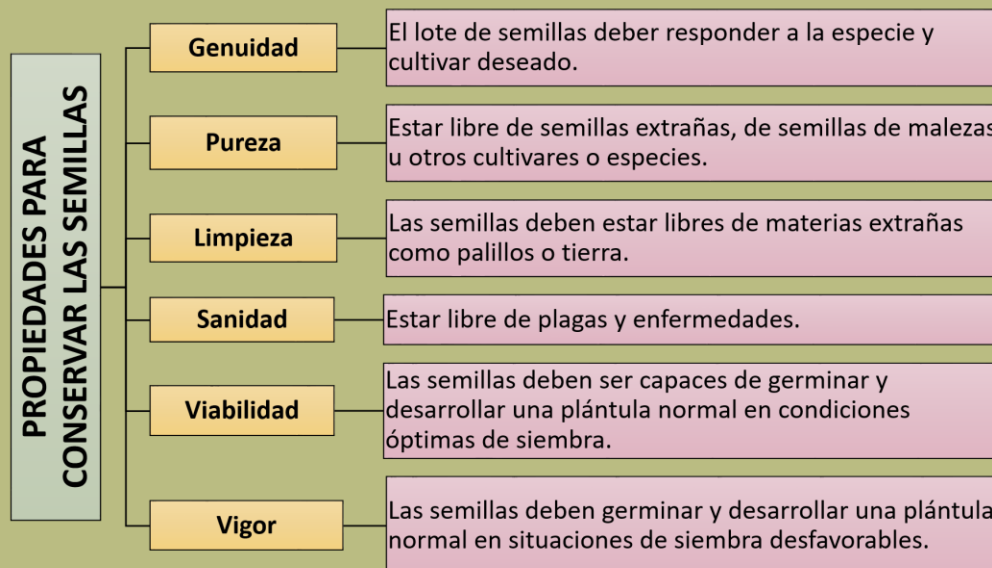 PROPIEDADES PARA
CONSERVAR LAS SEMILLAS
Genuidad
El lote de semillas deber responder a la especie y
cultivar deseado.
Pureza
Estar libre de semillas extrañas, de semillas de malezas
u otros cultivares o especies.
Limpieza
Las semillas deben estar libres de materias extrañas
como palillos o tierra.
Sanidad
Estar libre de plagas y enfermedades.
Viabilidad
Las semillas deben ser capaces de germinar y
desarrollar una plántula normal en condiciones
óptimas de siembra.
Vigor
Las semillas deben germinar y desarrollar una plántula
normal en situaciones de siembra desfavorables.